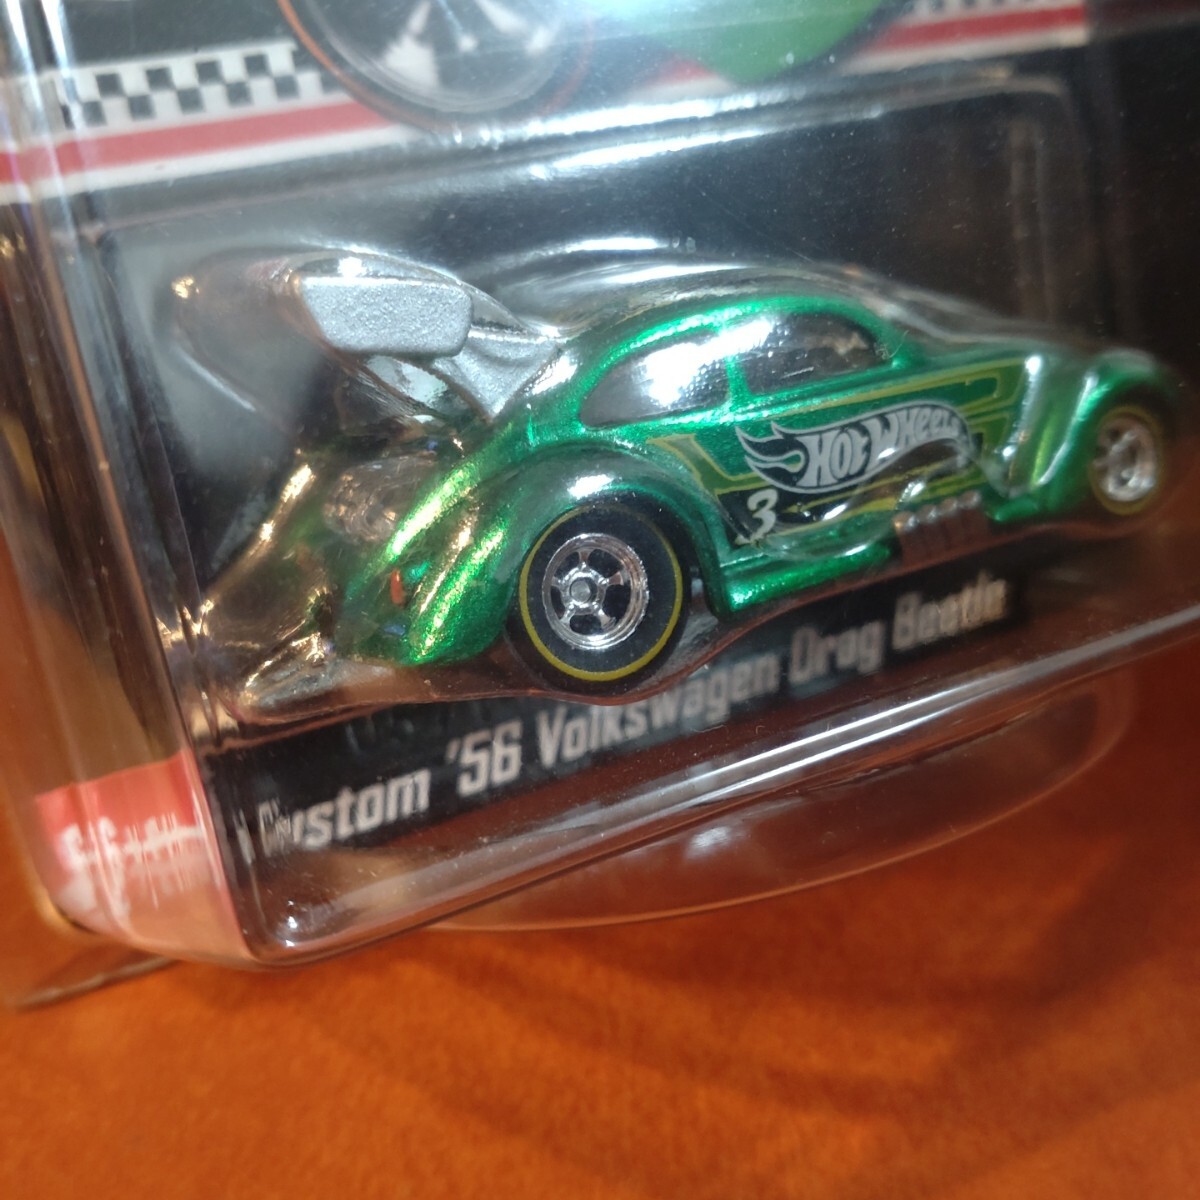 Hot Wheels
3
Custom '56 Volkswagen Drag Beetle